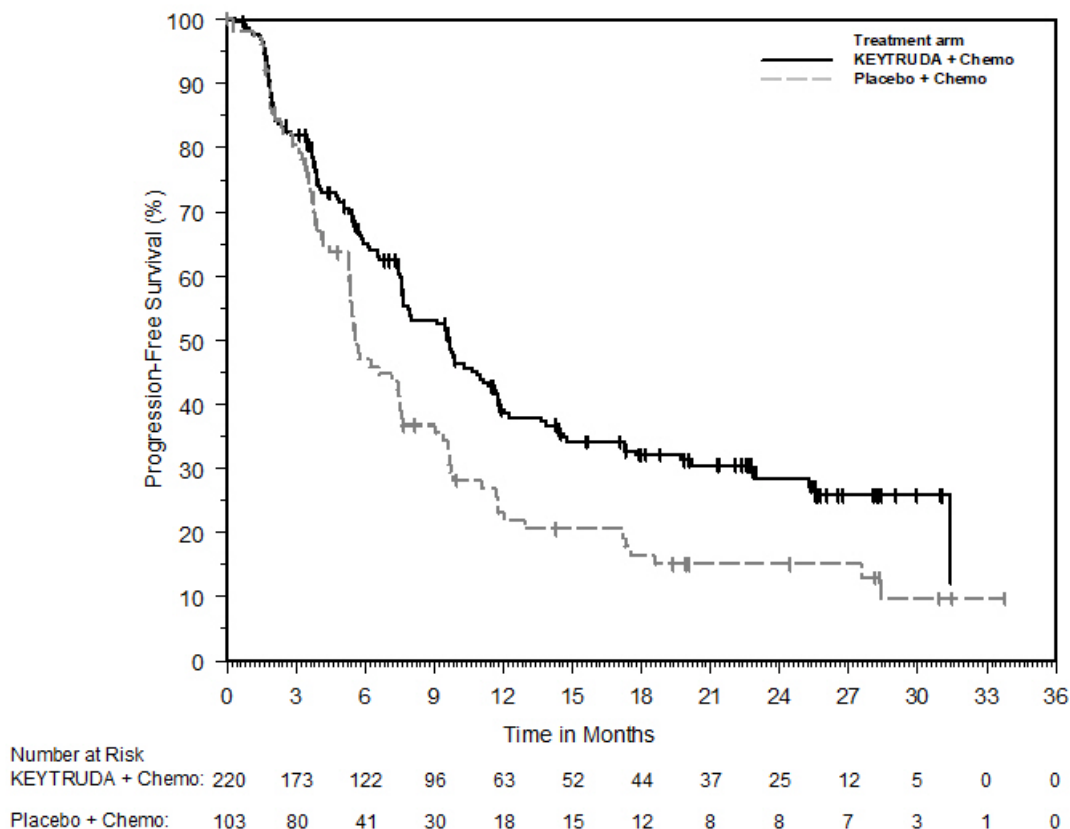 Treatment arm
KEYTRUDA + Chemo
Placebo + Chemo
Progression-Free Survival (%)
100
90
80
70
60
50
40
30
20
10
0
0 3 6 9 12 15 18 21 24 27 30 33 36
Time in Months
Number at Risk
KEYTRUDA + Chemo: 220 173 122 96 63 52 44 37 25 12 5 0 0
Placebo + Chemo: 103 80 41 30 18 15 12 8 8 7 3 1 0